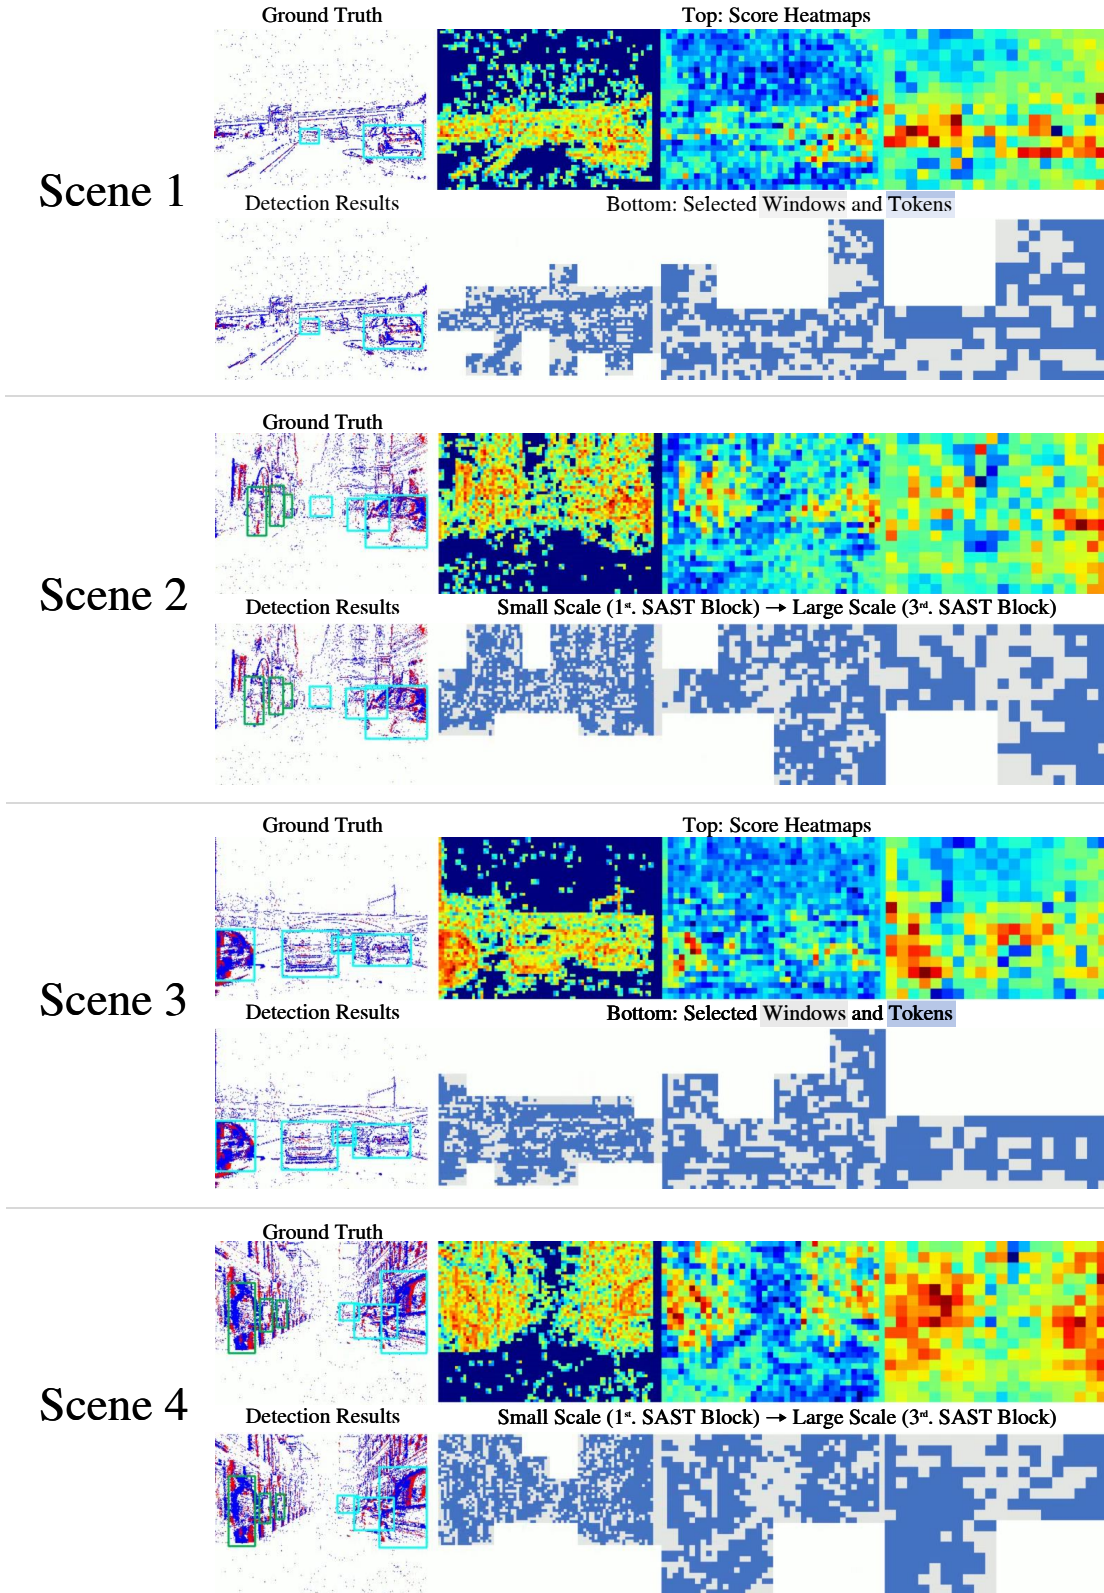 Ground Truth
Top: Score Heatmaps
Scene 1
Detection Results
Bottom: Selected Windows and Tokens
Ground Truth
Scene 2
Detection Results
Small Scale (1st. SAST Block) → Large Scale (3rd. SAST Block)
Ground Truth
Top: Score Heatmaps
Scene 3
Detection Results
Bottom: Selected Windows and Tokens
Ground Truth
Scene 4
Detection Results
Small Scale (1st. SAST Block) → Large Scale (3rd. SAST Block)